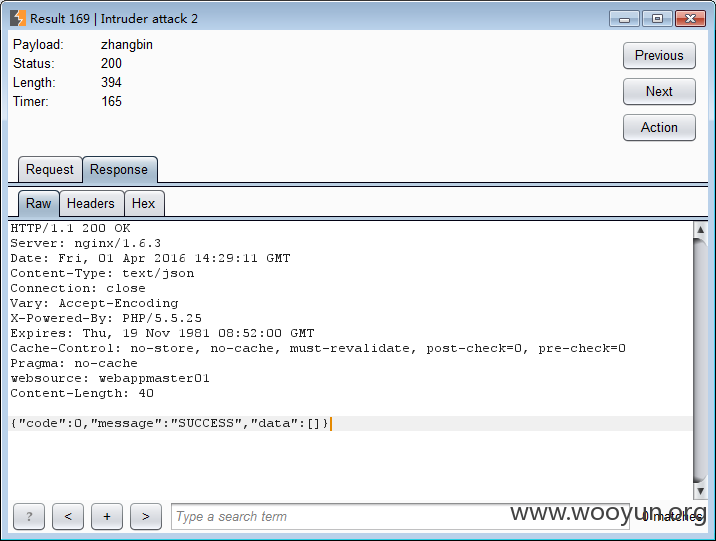 Result 169 | Intruder attack 2
Payload: zhangbin
Status: 200
Length: 394
Timer: 165
Previous
Next
Action
Request Response
Raw Headers Hex
HTTP/1.1 200 OK
Server: nginx/1.6.3
Date: Fri, 01 Apr 2016 14:29:11 GMT
Content-Type: text/json
Connection: close
Vary: Accept-Encoding
X-Powered-By: PHP/5.5.25
Expires: Thu, 19 Nov 1981 08:52:00 GMT
Cache-Control: no-store, no-cache, must-revalidate, post-check=0, pre-check=0
Pragma: no-cache
websource: webappmaster01
Content-Length: 40
{"code":0,"message":"SUCCESS","data":[]}
? < + > Type a search term 0 matches
www.wooyun.org